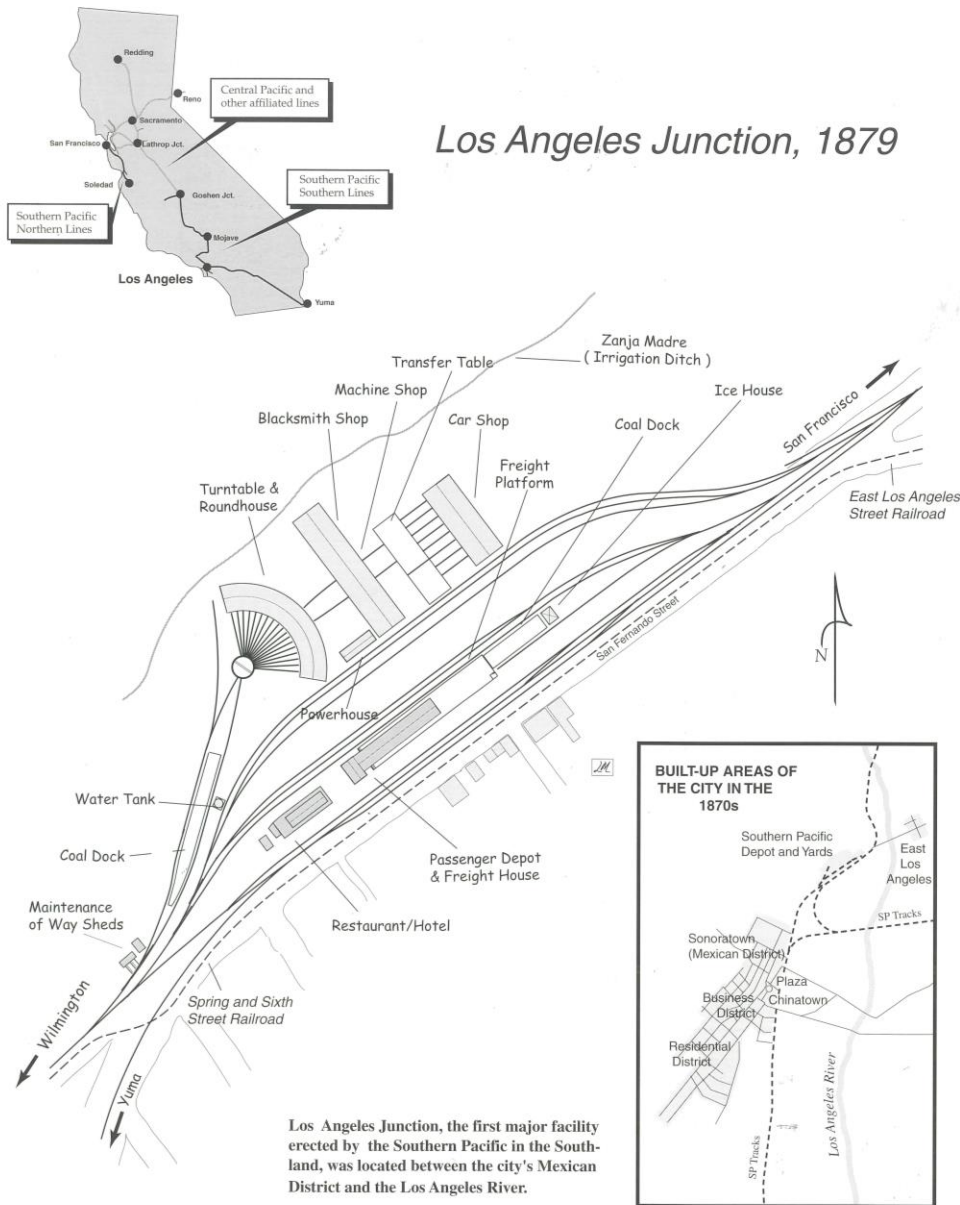 Los Angeles Junction, 1879
Redding
Reno
Central Pacific and
other affiliated lines
Sacramento
San Francisco
Lathrop Jct.
Soledad
Goshen Jct.
Southern Pacific
Southern Lines
Southern Pacific
Northern Lines
Mojave
Los Angeles
Yuma
Zanja Madre
( Irrigation Ditch )
Transfer Table
Machine Shop
Ice House
Blacksmith Shop
Car Shop
Coal Dock
San Francisco
Freight
Platform
Turntable &
Roundhouse
East Los Angeles
Street Railroad
San Fernando Street
N
Powerhouse
Water Tank
Coal Dock
Passenger Depot
& Freight House
Maintenance
of Way Sheds
Restaurant/Hotel
Spring and Sixth
Street Railroad
Wilmington
Yuma
BUILT-UP AREAS OF
THE CITY IN THE
1870s
Southern Pacific
Depot and Yards
East
Los
Angeles
SP Tracks
Sonoratown
(Mexican District)
Plaza
Chinatown
Business
District
Residential
District
Los Angeles River
SP Tracks
Los Angeles Junction, the first major facility
erected by the Southern Pacific in the South-
land, was located between the city's Mexican
District and the Los Angeles River.